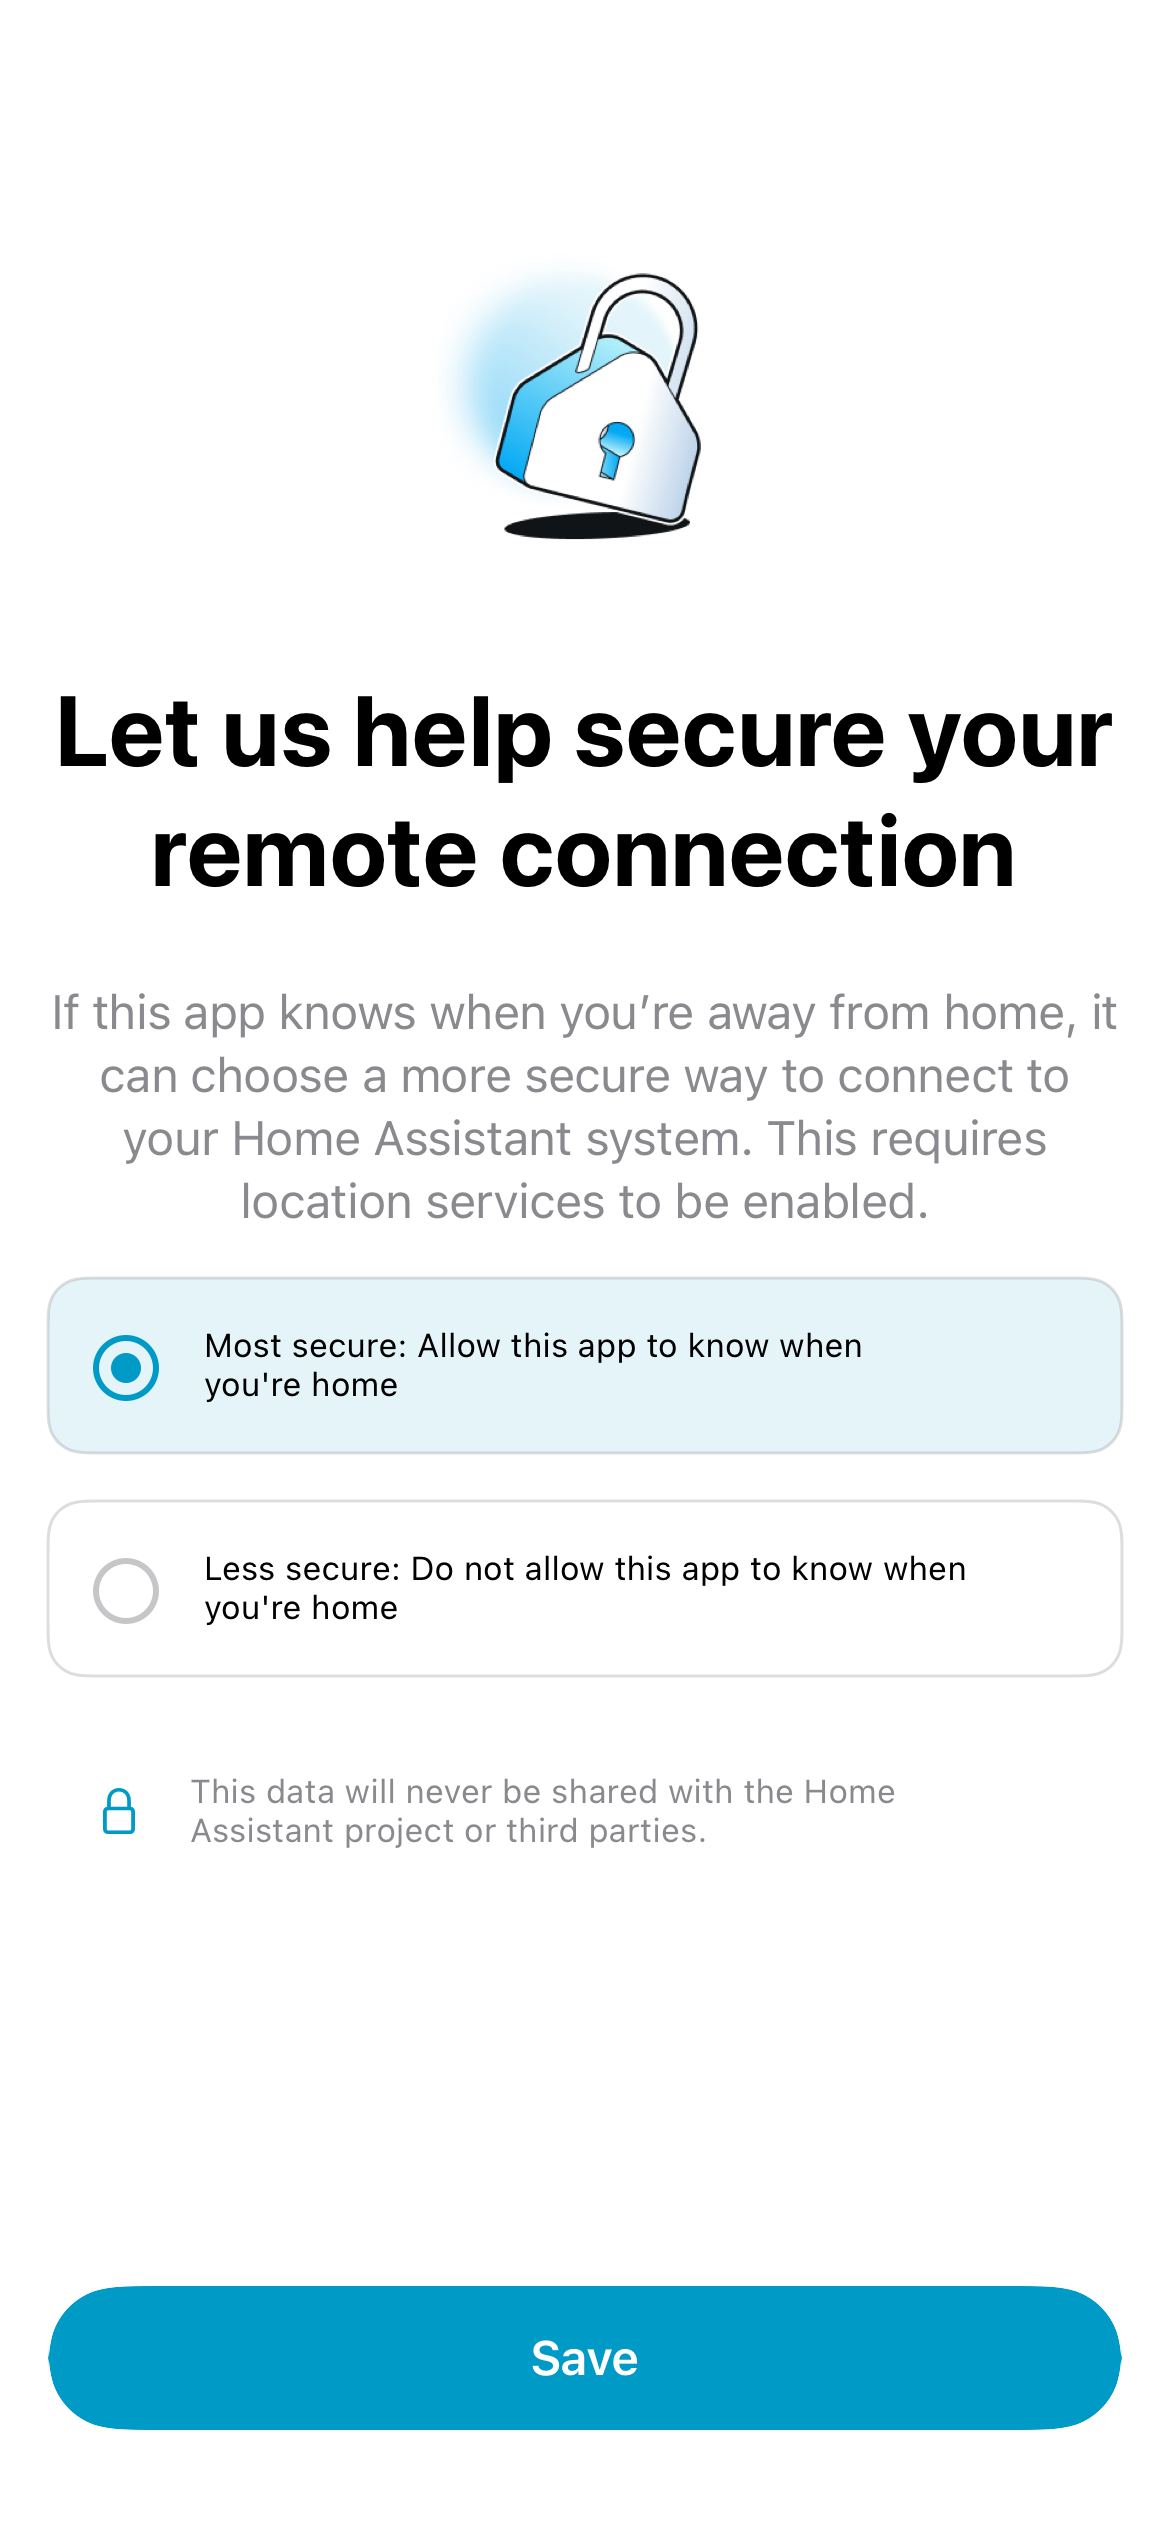 Let us help secure your
remote connection
If this app knows when you’re away from home, it
can choose a more secure way to connect to
your Home Assistant system. This requires
location services to be enabled.
Most secure: Allow this app to know when
you're home
Less secure: Do not allow this app to know when
you're home
This data will never be shared with the Home
Assistant project or third parties.
Save